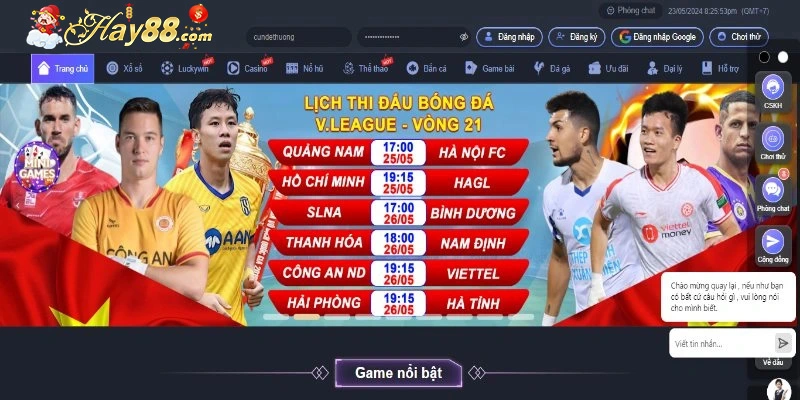 Hay88.com
Phòng chat
23/05/2024 8:25:53pm (GMT+7)
cundethuong
Đăng nhập
Đăng ký
Đăng nhập Google
Chơi thử
Trang chủ
Xổ số
Luckywin
Casino
Nổ hũ
Thể thao
Bắn cá
Game bài
Đá gà
Ưu đãi
Đại lý
Hỗ trợ
LỊCH THI ĐẤU BÓNG ĐÁ
V.LEAGUE - VÒNG 21
QUẢNG NAM 17:00 25/05 HÀ NỘI FC
HỒ CHÍ MINH 19:15 25/05 HAGL
SLNA 17:00 26/05 BÌNH DƯƠNG
THANH HÓA 18:00 26/05 NAM ĐỊNH
CÔNG AN ND 19:15 26/05 VIETTEL
HẢI PHÒNG 19:15 26/05 HÀ TĨNH
MINI
GAMES
CÔNG AN
viettel
money
CSKH
Chơi thử
Phòng chat
Cộng đồng
Chào mừng quay lại , nếu như bạn
có bất cứ câu hỏi gì , vui lòng nói
cho mình biết.
Viết tin nhắn...
Về đầu
Game nổi bật